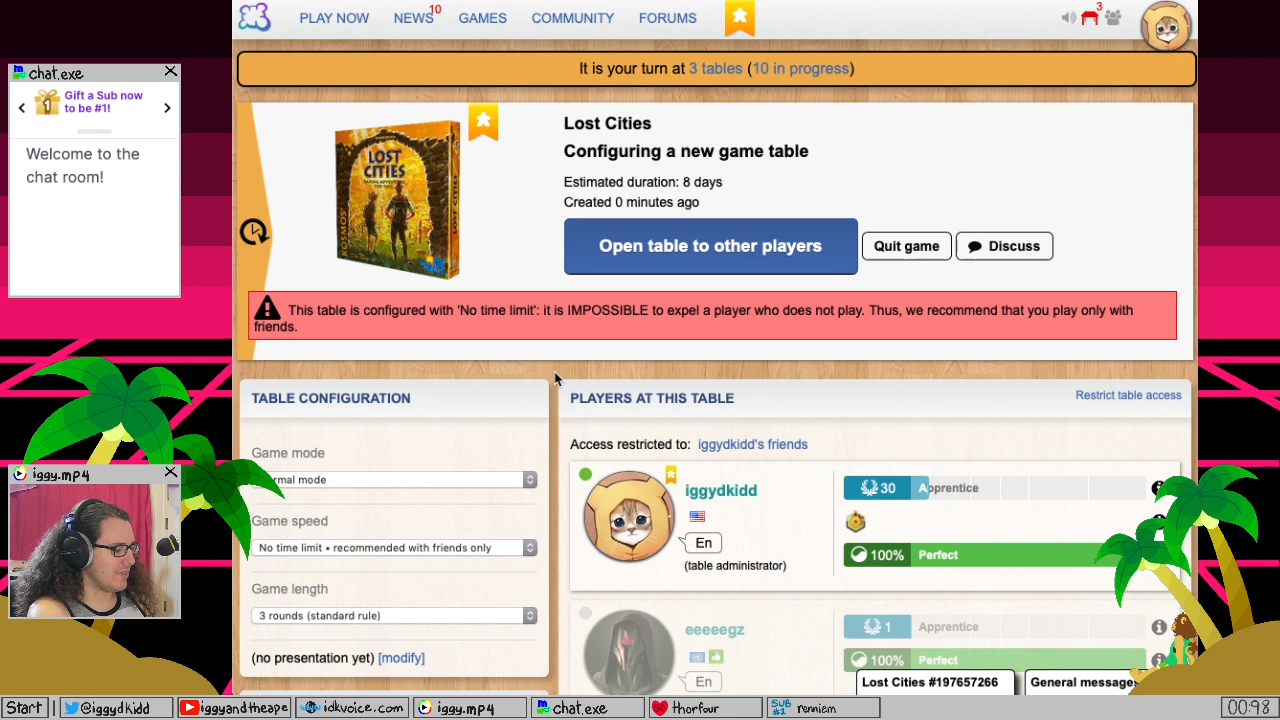 PLAY NOW
NEWS 10
GAMES
COMMUNITY
FORUMS
3
It is your turn at 3 tables (10 in progress)
chat.exe
1
Gift a Sub now
to be #1!
Welcome to the
chat room!
LOST
CITIES
LOST CITIES
KOSMOS
Lost Cities
Configuring a new game table
Estimated duration: 8 days
Created 0 minutes ago
Open table to other players
Quit game
Discuss
This table is configured with 'No time limit': it is IMPOSSIBLE to expel a player who does not play. Thus, we recommend that you play only with
friends.
TABLE CONFIGURATION
Game mode
rmal mode
Game speed
No time limit • recommended with friends only
Game length
3 rounds (standard rule)
(no presentation yet) [modify]
PLAYERS AT THIS TABLE
Restrict table access
Access restricted to: iggydkidd's friends
iggydkidd
En
(table administrator)
30
Apprentice
100%
Perfect
eeeeegz
En
1
Apprentice
100%
Perfect
Lost Cities #197657266
General messages
iggy.mp4
Start
@iggydkidd
iggyandtheape
idkvoice.com
iggy.mp4
chat.exe
thorfour
SUB
#1
remiem
00:98